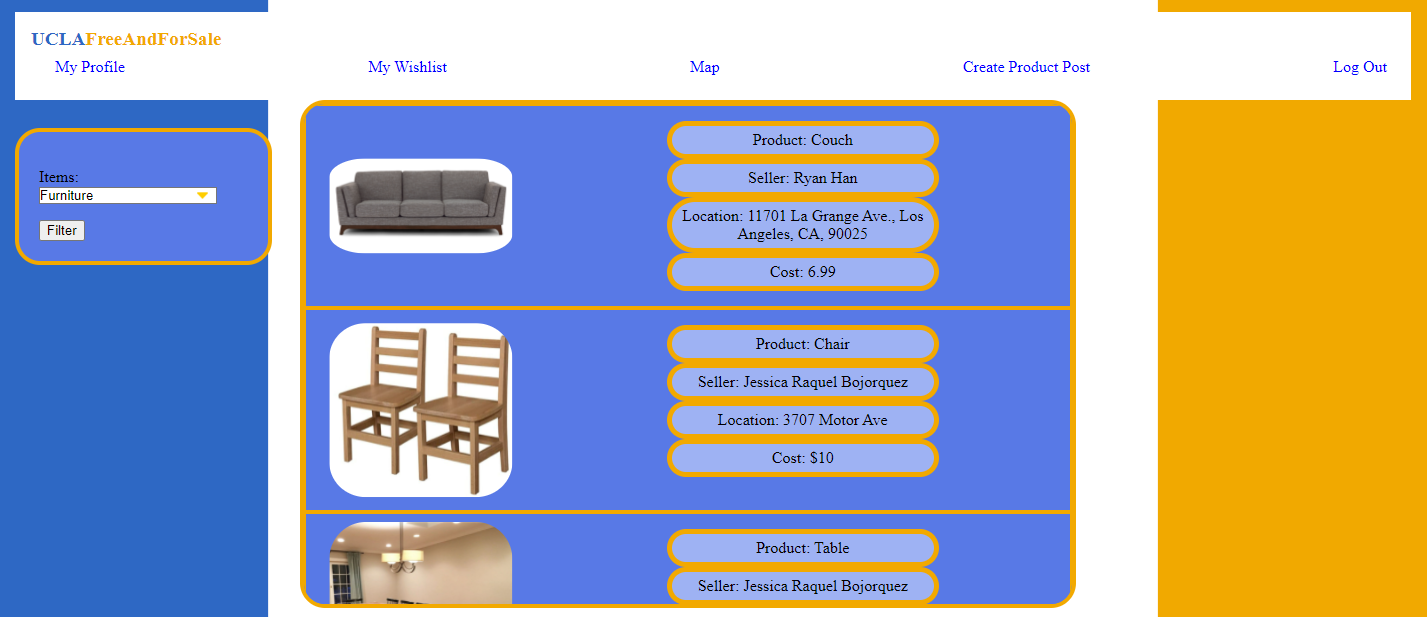 UCLAFreeAndForSale
My Profile
My Wishlist
Map
Create Product Post
Log Out
Items:
Furniture
Filter
Product: Couch
Seller: Ryan Han
Location: 11701 La Grange Ave., Los
Angeles, CA, 90025
Cost: 6.99
Product: Chair
Seller: Jessica Raquel Bojorquez
Location: 3707 Motor Ave
Cost: $10
Product: Table
Seller: Jessica Raquel Bojorquez